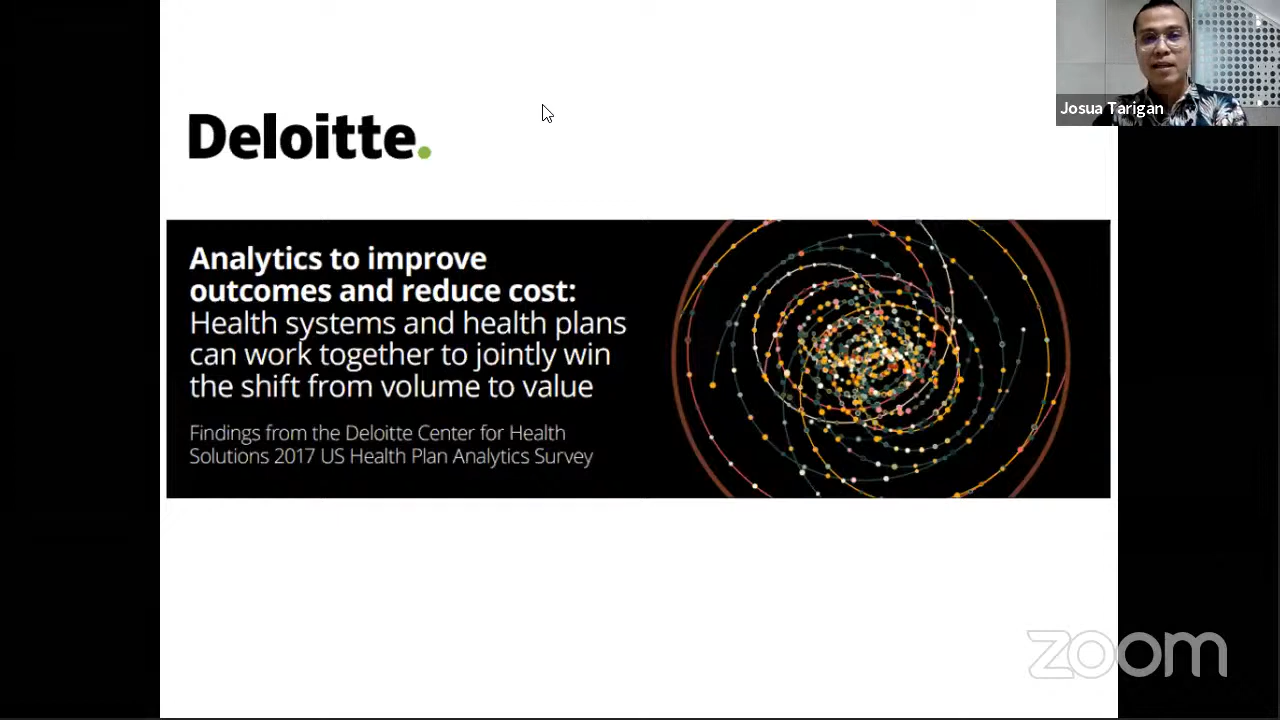 Josua Tarigan
Deloitte.
Analytics to improve
outcomes and reduce cost:
Health systems and health plans
can work together to jointly win
the shift from volume to value
Findings from the Deloitte Center for Health
Solutions 2017 US Health Plan Analytics Survey
zoom